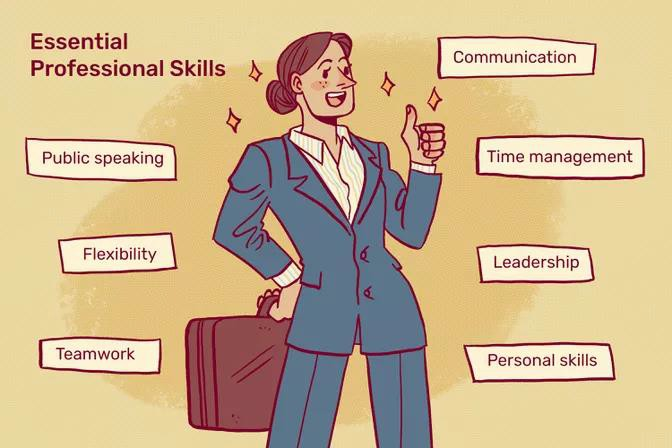 Essential
Professional Skills
Communication
Public speaking
Time management
Flexibility
Leadership
Teamwork
Personal skills